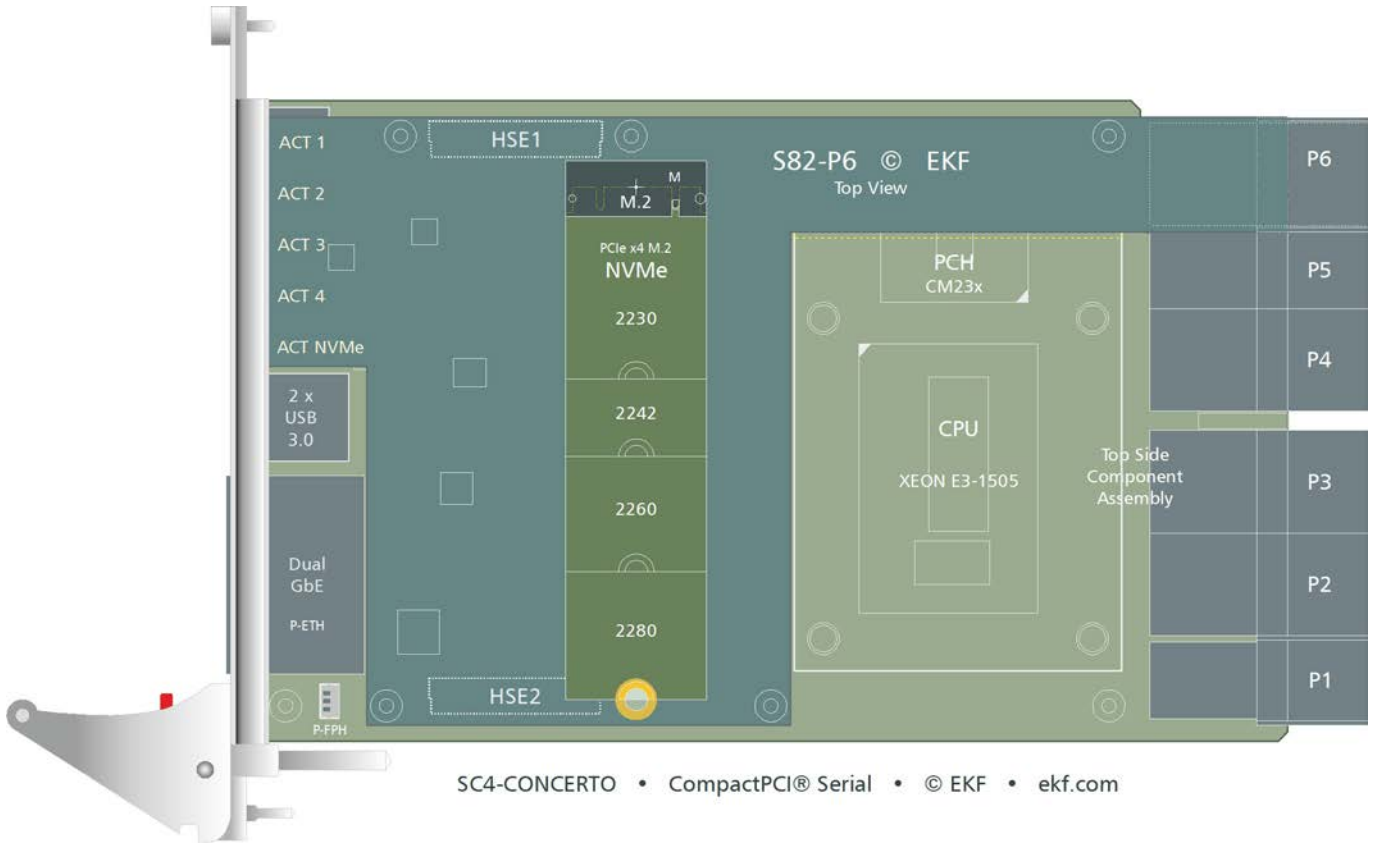 ACT 1
ACT 2
ACT 3
ACT 4
ACT NVMe
2 x
USB
3.0
Dual
GbE
P-ETH
P-FPH
HSE1
M
M.2
PCIe x4 M.2
NVMe
2230
2242
2260
2280
HSE2
S82-P6 © EKF
Top View
PCH
CM23x
CPU
XEON E3-1505
Top Side
Component
Assembly
P6
P5
P4
P3
P2
P1
SC4-CONCERTO • CompactPCI® Serial • © EKF • ekf.com